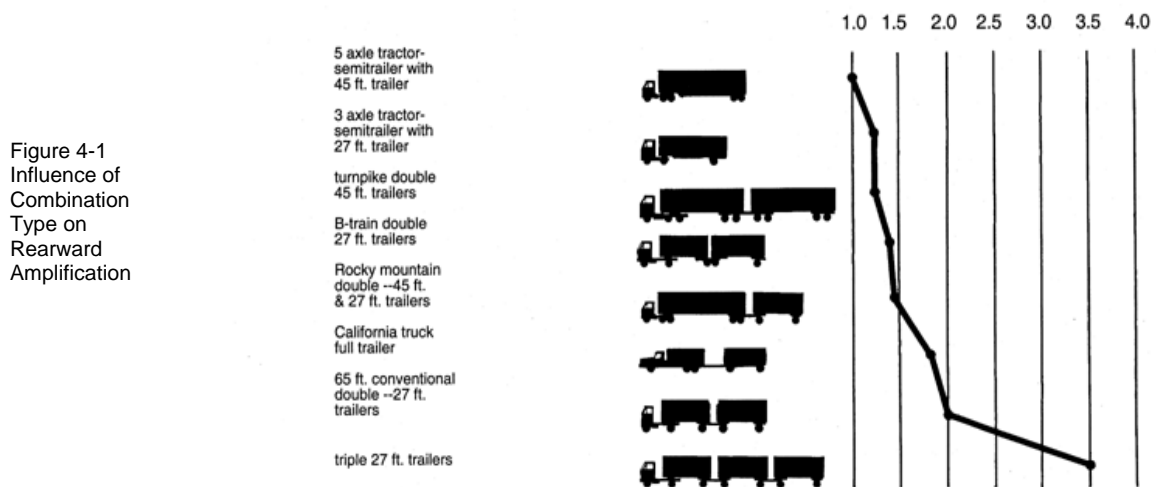 1.0 1.5 2.0 2.5 3.0 3.5 4.0
Figure 4-1
Influence of
Combination
Type on
Rearward
Amplification
5 axle tractor-
semitrailer with
45 ft. trailer
3 axle tractor-
semitrailer with
27 ft. trailer
turnpike double
45 ft. trailers
B-train double
27 ft. trailers
Rocky mountain
double --45 ft.
& 27 ft. trailers
California truck
full trailer
65 ft. conventional
double --27 ft.
trailers
triple 27 ft. trailers